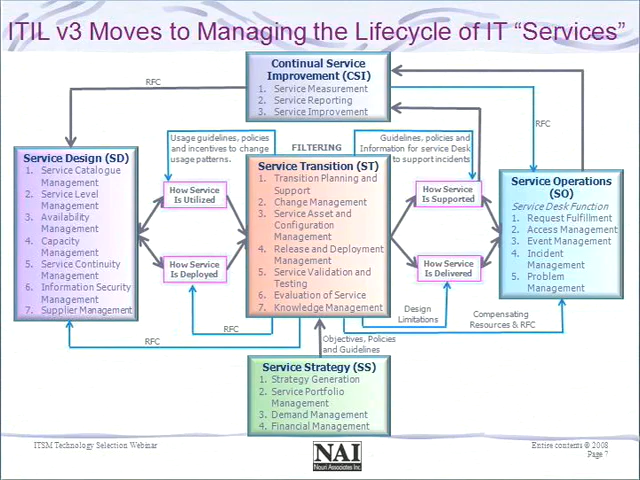 ITIL v3 Moves to Managing the Lifecycle of IT “Services”
Continual Service
Improvement (CSI)
1. Service Measurement
2. Service Reporting
3. Service Improvement
RFC
RFC
Usage guidelines, policies
and incentives to change
usage patterns.
FILTERING
Guidelines, policies and
Information for service Desk
to support incidents
Service Design (SD)
1. Service Catalogue
Management
2. Service Level
Management
3. Availability
Management
4. Capacity
Management
5. Service Continuity
Management
6. Information Security
Management
7. Supplier Management
How Service
Is Utilized
How Service
Is Deployed
Service Transition (ST)
1. Transition Planning and
Support
2. Change Management
3. Service Asset and
Configuration
Management
4. Release and Deployment
Management
5. Service Validation and
Testing
6. Evaluation of Service
7. Knowledge Management
How Service
Is Supported
How Service
Is Delivered
Service Operations
(SO)
Service Desk Function
1. Request Fulfillment
2. Access Management
3. Event Management
4. Incident
Management
5. Problem
Management
RFC
RFC
Design
Limitations
Compensating
Resources & RFC
Objectives, Policies
and Guidelines
Service Strategy (SS)
1. Strategy Generation
2. Service Portfolio
Management
3. Demand Management
4. Financial Management
ITSM Technology Selection Webinar
NAI
Nouri Associates Inc.
Entire contents © 2008
Page 7